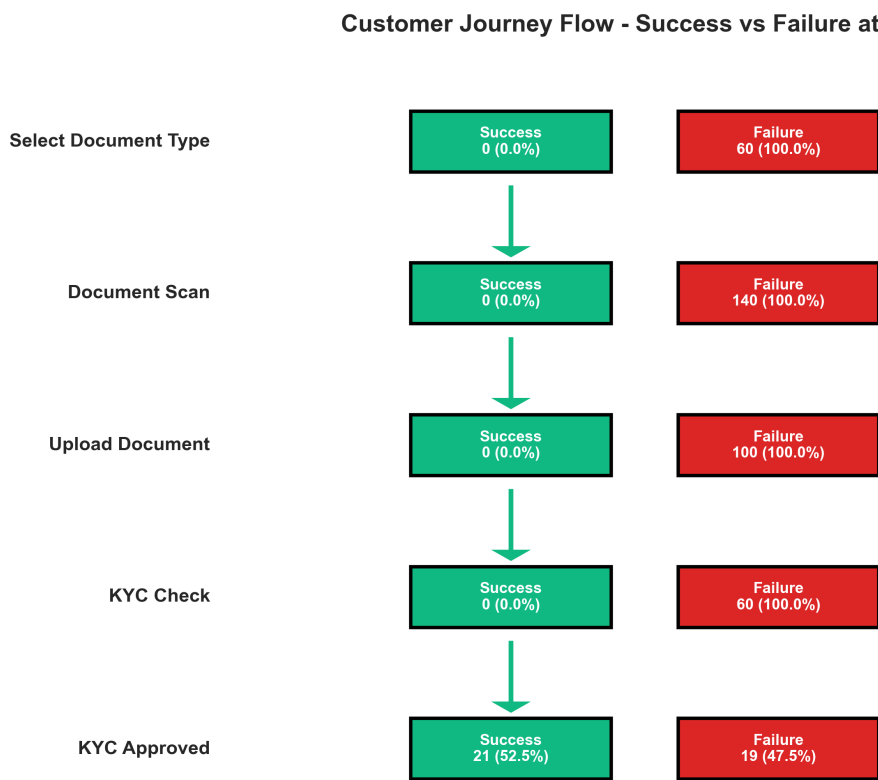 Customer Journey Flow - Success vs Failure at
Select Document Type
Success
0 (0.0%)
Failure
60 (100.0%)
Document Scan
Success
0 (0.0%)
Failure
140 (100.0%)
Upload Document
Success
0 (0.0%)
Failure
100 (100.0%)
KYC Check
Success
0 (0.0%)
Failure
60 (100.0%)
KYC Approved
Success
21 (52.5%)
Failure
19 (47.5%)